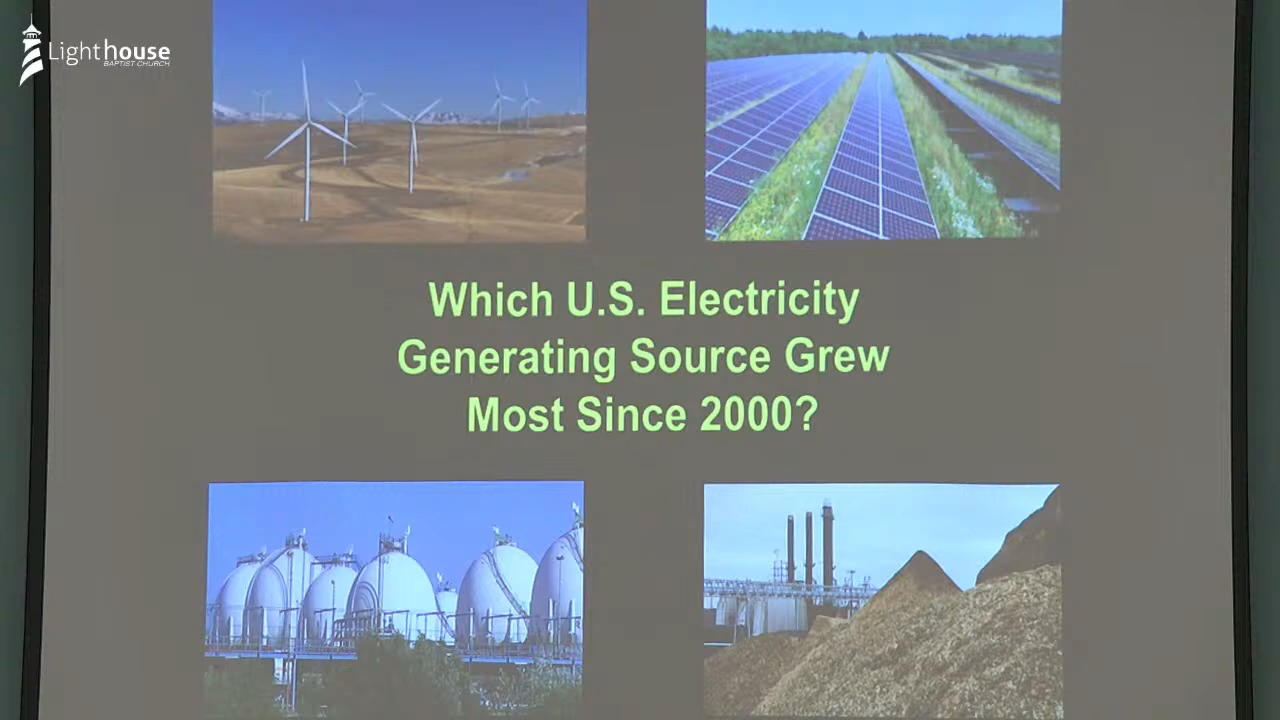 Lighthouse
BAPTIST CHURCH
Which U.S. Electricity
Generating Source Grew
Most Since 2000?